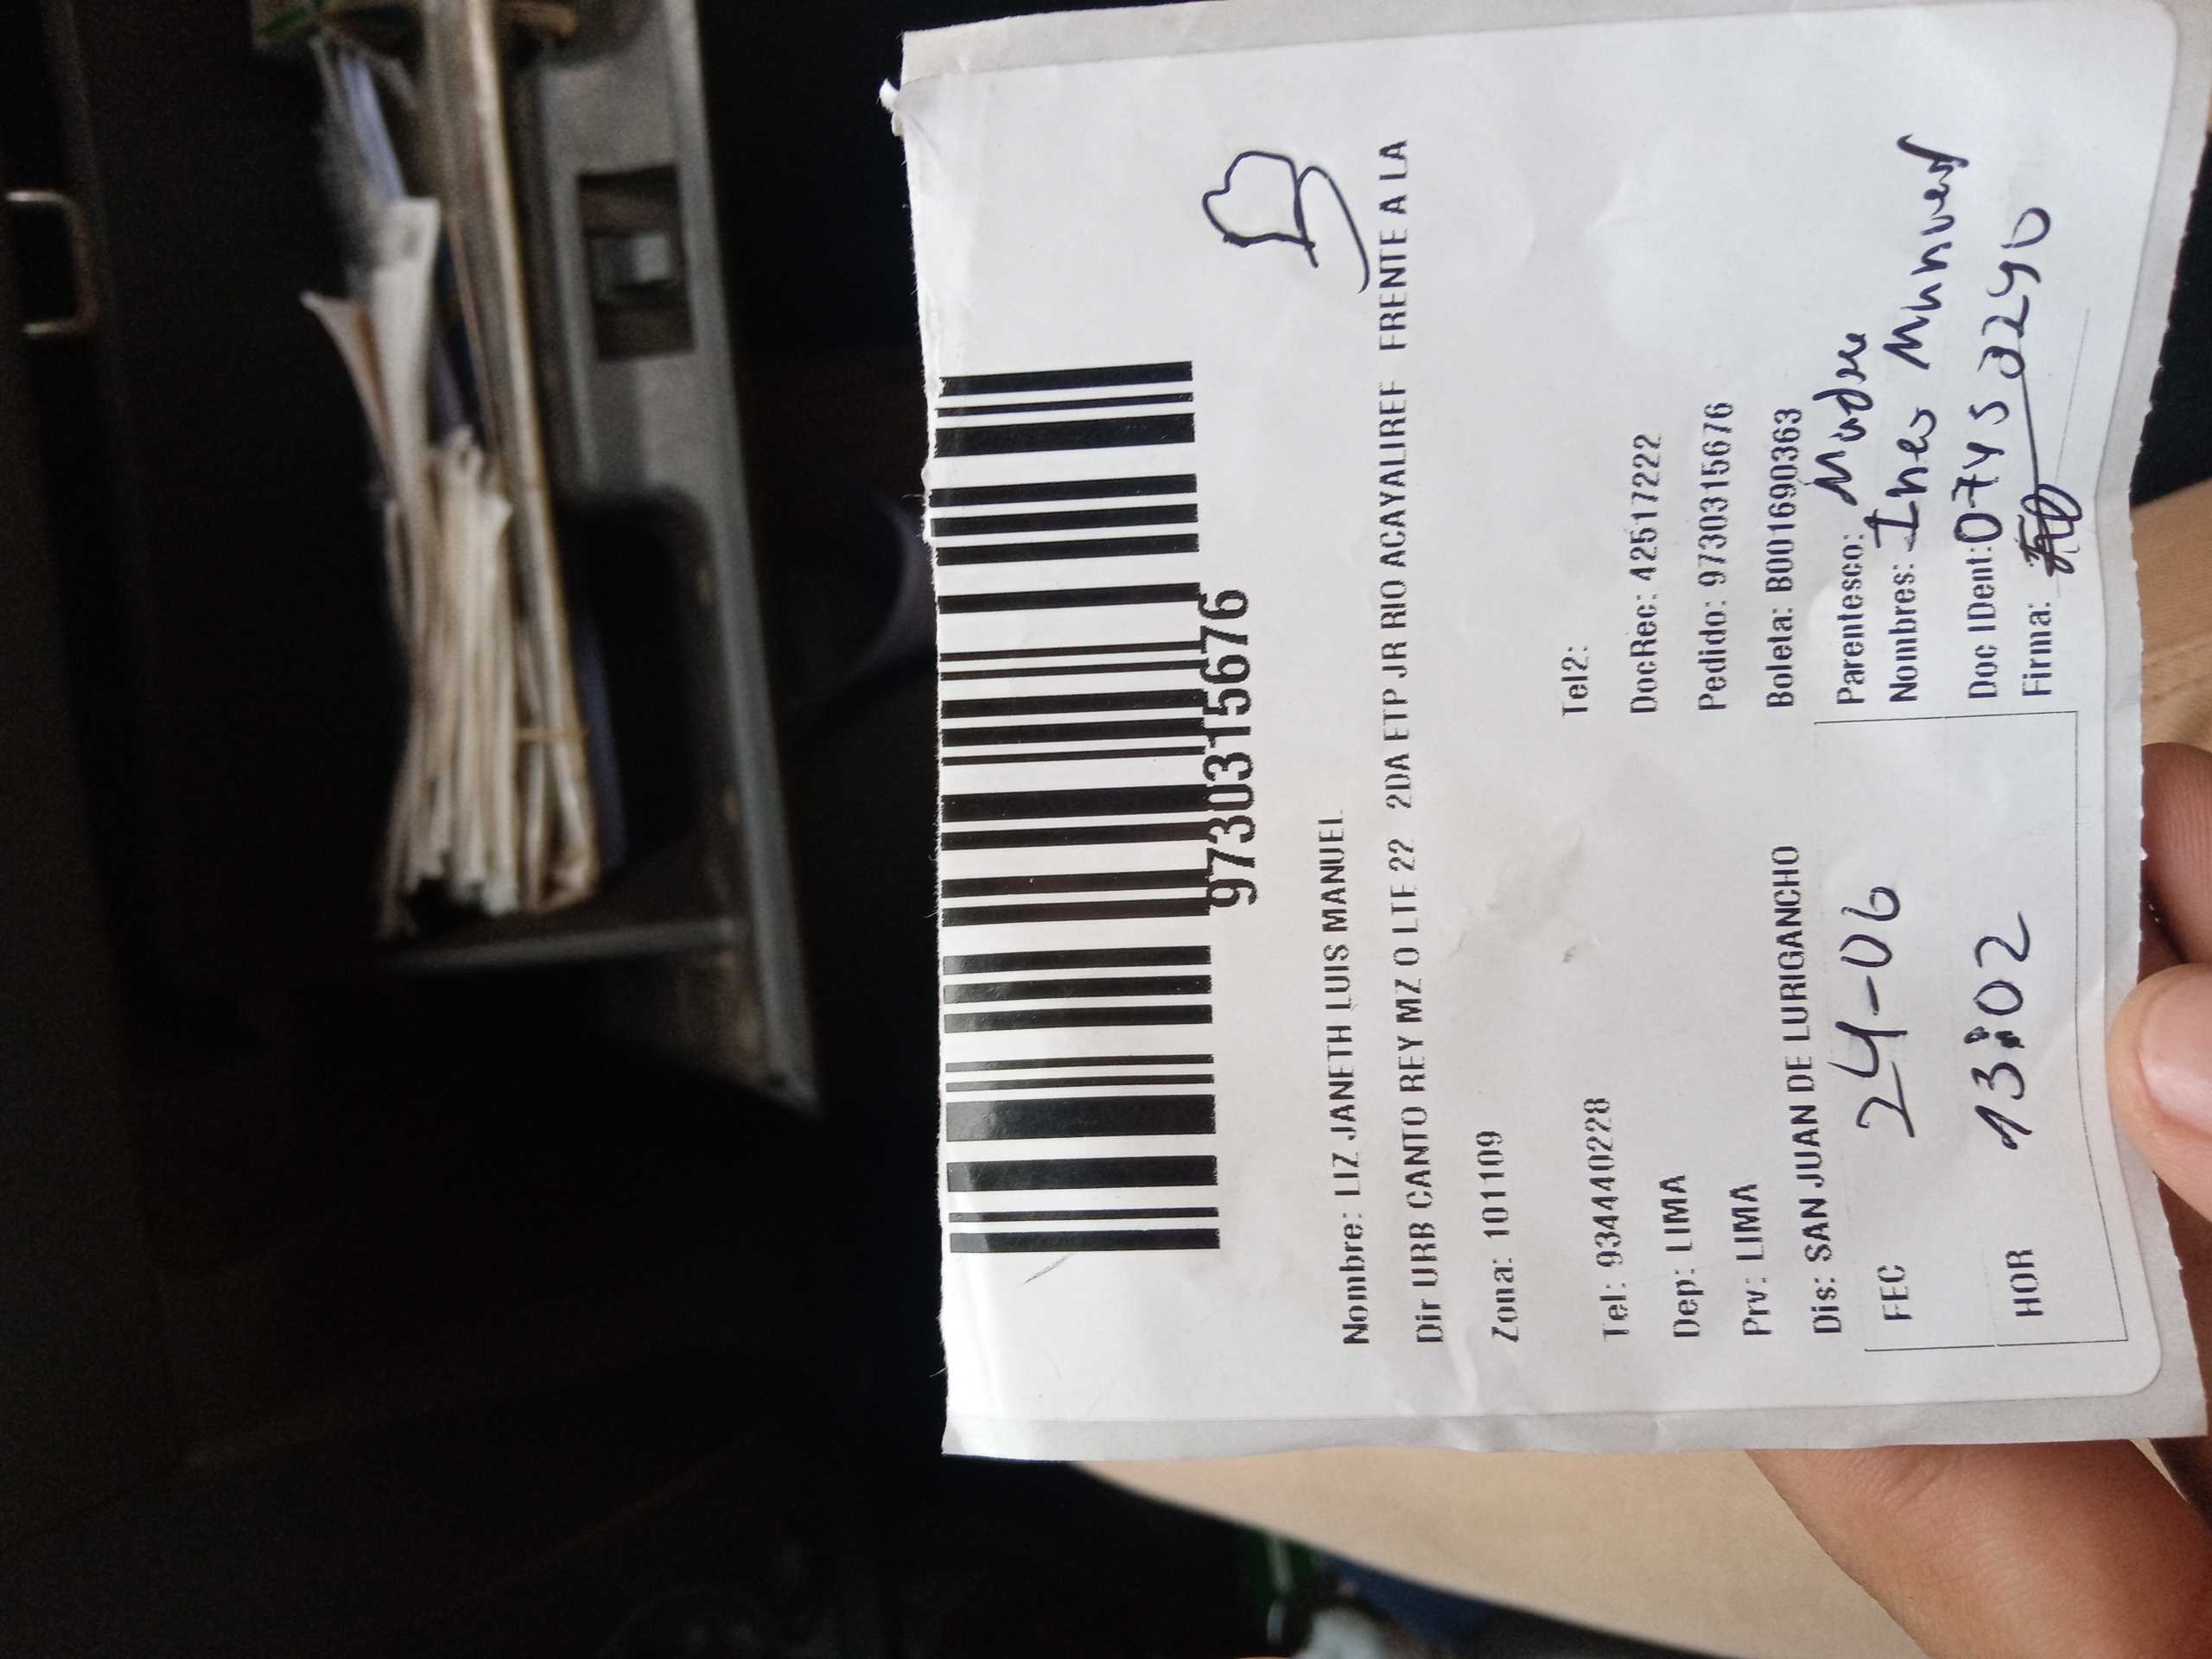 9730315676
Nombre: LIZ JANETH LUIS MANUEL
Dir URB CANTO REY MZ O LTE 22 2DA ETP JR RIO ACAYALIREF FRENTE A LA
Zona: 101109
Tel: 934440228 Tel2:
Dep: LIMA DocRec: 42517222
Prv: LIMA Pedido: 9730315676
Dis: SAN JUAN DE LURIGANCHO Boleta: B001690363
FEC 24-06 Parentesco: Madre
Nombres: Ines
HOR 13:02 Doc IDent:
Firma: